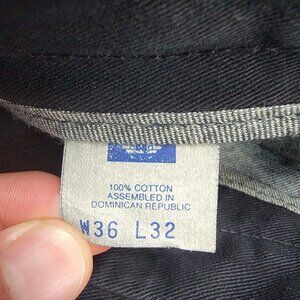 100% COTTON
ASSEMBLED IN
DOMINICAN REPUBLIC
W36 L32